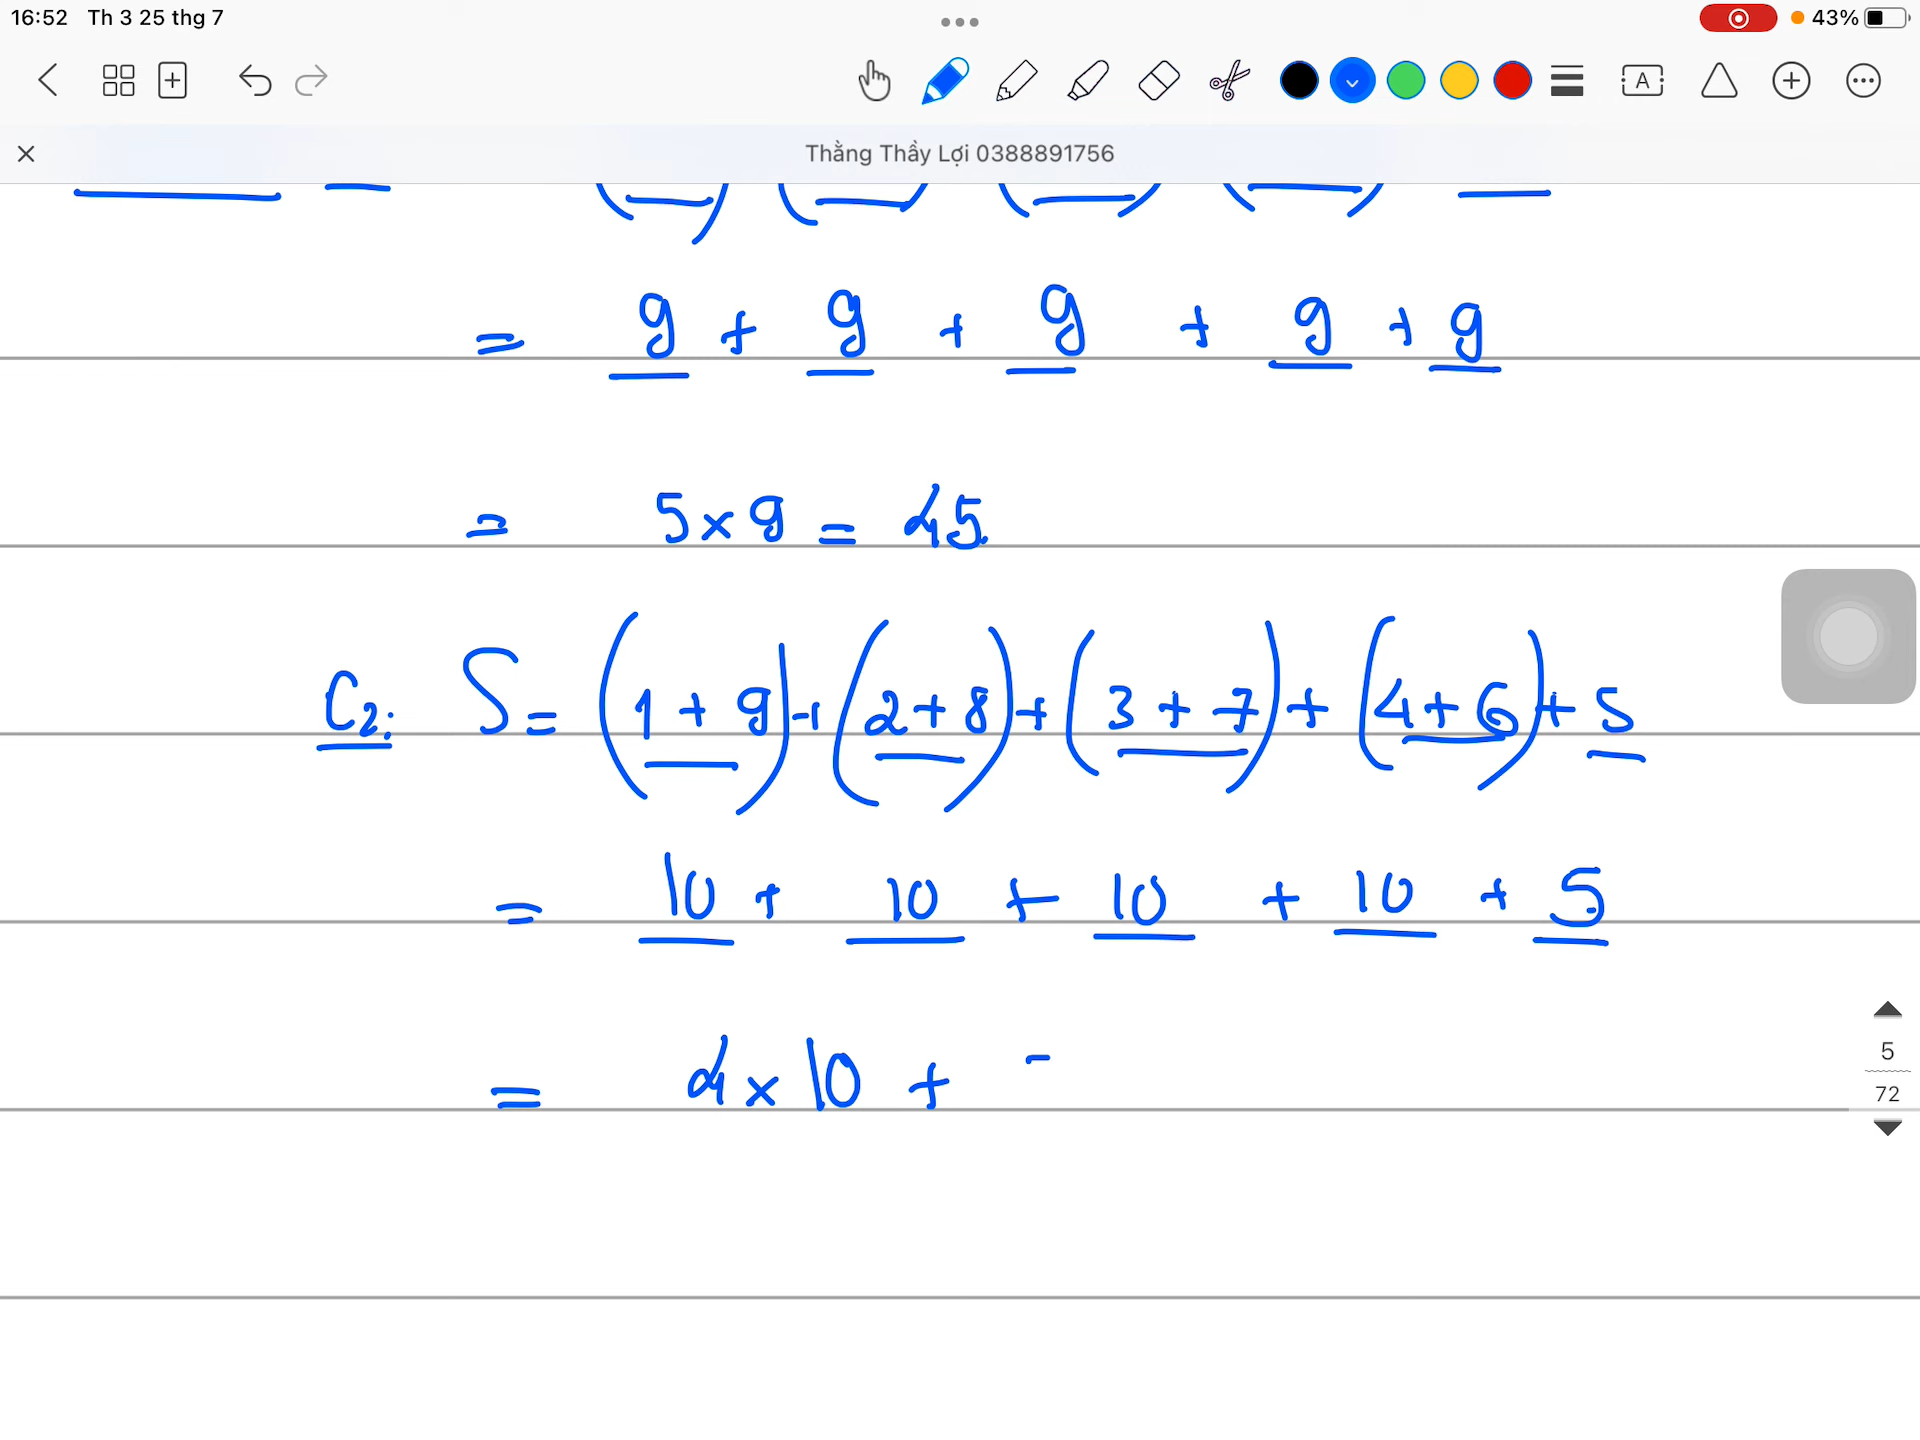 16:52 Th 3 25 thg 7
43%
A
Thằng Thầy Lợi 0388891756
= 9 + 9 + 9 + 9 + 9
= 5 × 9 = 45.
C2: S = (1 + 9) + (2 + 8) + (3 + 7) + (4 + 6) + 5
= 10 + 10 + 10 + 10 + 5
5
72
= 4 × 10 +